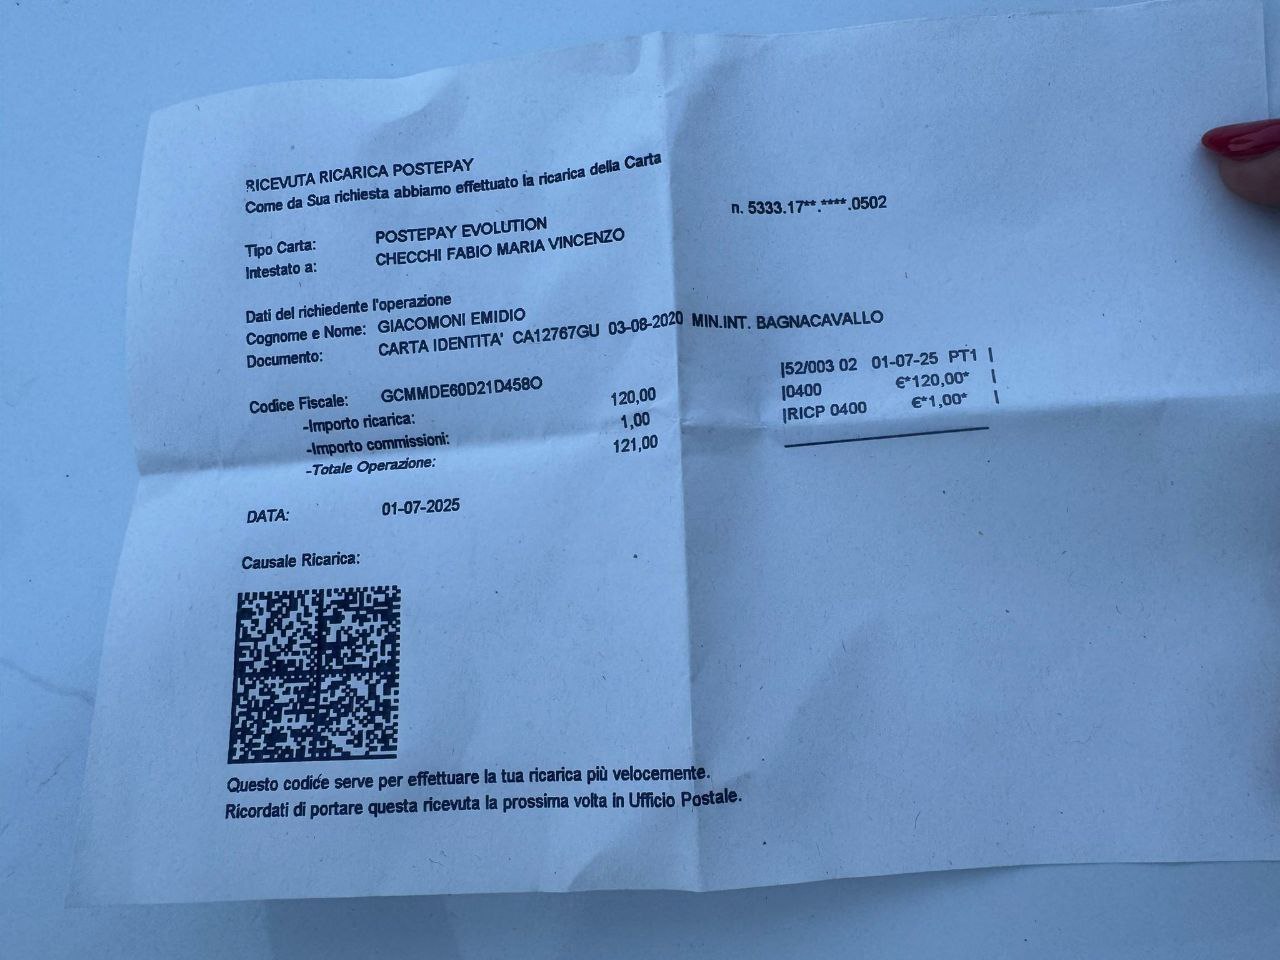 RICEVUTA RICARICA POSTEPAY
Come da Sua richiesta abbiamo effettuato la ricarica della Carta n. 5333.17**.****.0502
Tipo Carta: POSTEPAY EVOLUTION
Intestato a: CHECCHI FABIO MARIA VINCENZO
Dati del richiedente l'operazione
Cognome e Nome: GIACOMONI EMIDIO
Documento: CARTA IDENTITA' CA12767GU 03-08-2020 MIN.INT. BAGNACAVALLO
Codice Fiscale: GCMMDE60D21D458O
-Importo ricarica: 120,00
-Importo commissioni: 1,00
-Totale Operazione: 121,00
|52/003 02 01-07-25 PT1 |
|0400 €*120,00* |
|RICP 0400 €*1,00* |
DATA: 01-07-2025
Causale Ricarica:
Questo codice serve per effettuare la tua ricarica più velocemente.
Ricordati di portare questa ricevuta la prossima volta in Ufficio Postale.